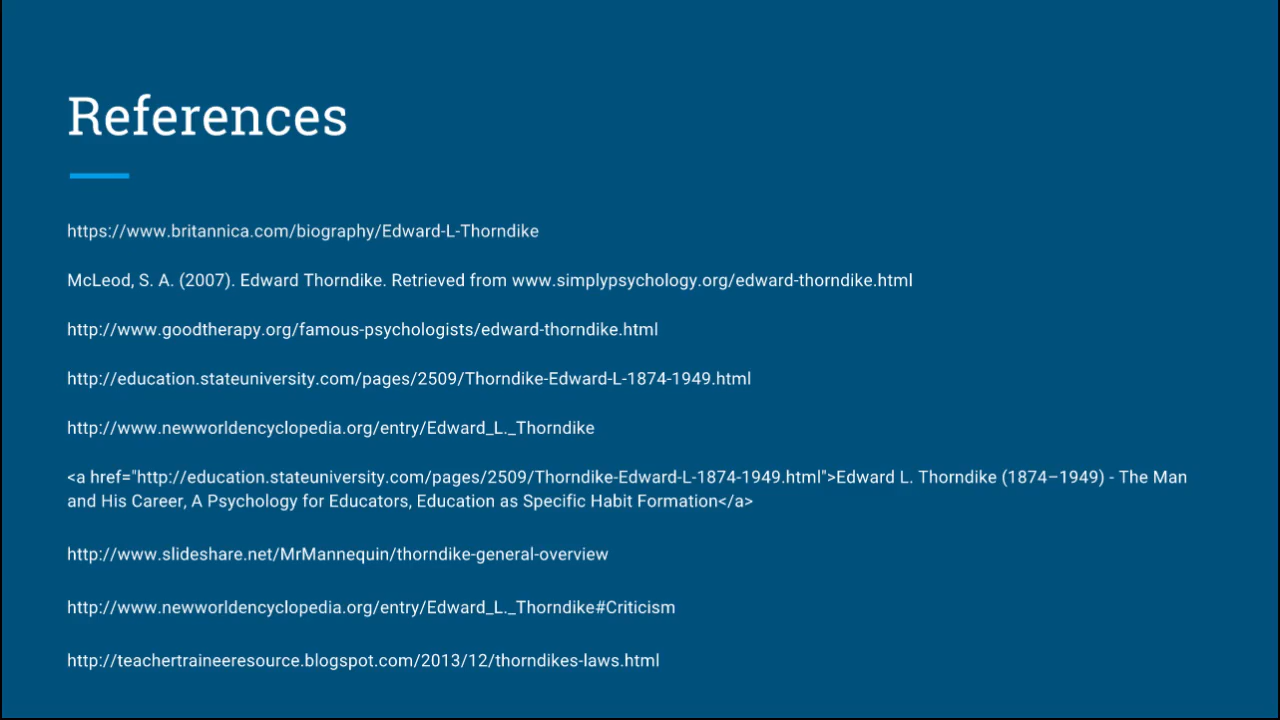 References
https://www.britannica.com/biography/Edward-L-Thorndike
McLeod, S. A. (2007). Edward Thorndike. Retrieved from www.simplypsychology.org/edward-thorndike.html
http://www.goodtherapy.org/famous-psychologists/edward-thorndike.html
http://education.stateuniversity.com/pages/2509/Thorndike-Edward-L-1874-1949.html
http://www.newworldencyclopedia.org/entry/Edward_L._Thorndike
<a href="http://education.stateuniversity.com/pages/2509/Thorndike-Edward-L-1874-1949.html">Edward L. Thorndike (1874–1949) - The Man
and His Career, A Psychology for Educators, Education as Specific Habit Formation</a>
http://www.slideshare.net/MrMannequin/thorndike-general-overview
http://www.newworldencyclopedia.org/entry/Edward_L._Thorndike#Criticism
http://teachertraineeresource.blogspot.com/2013/12/thorndikes-laws.html